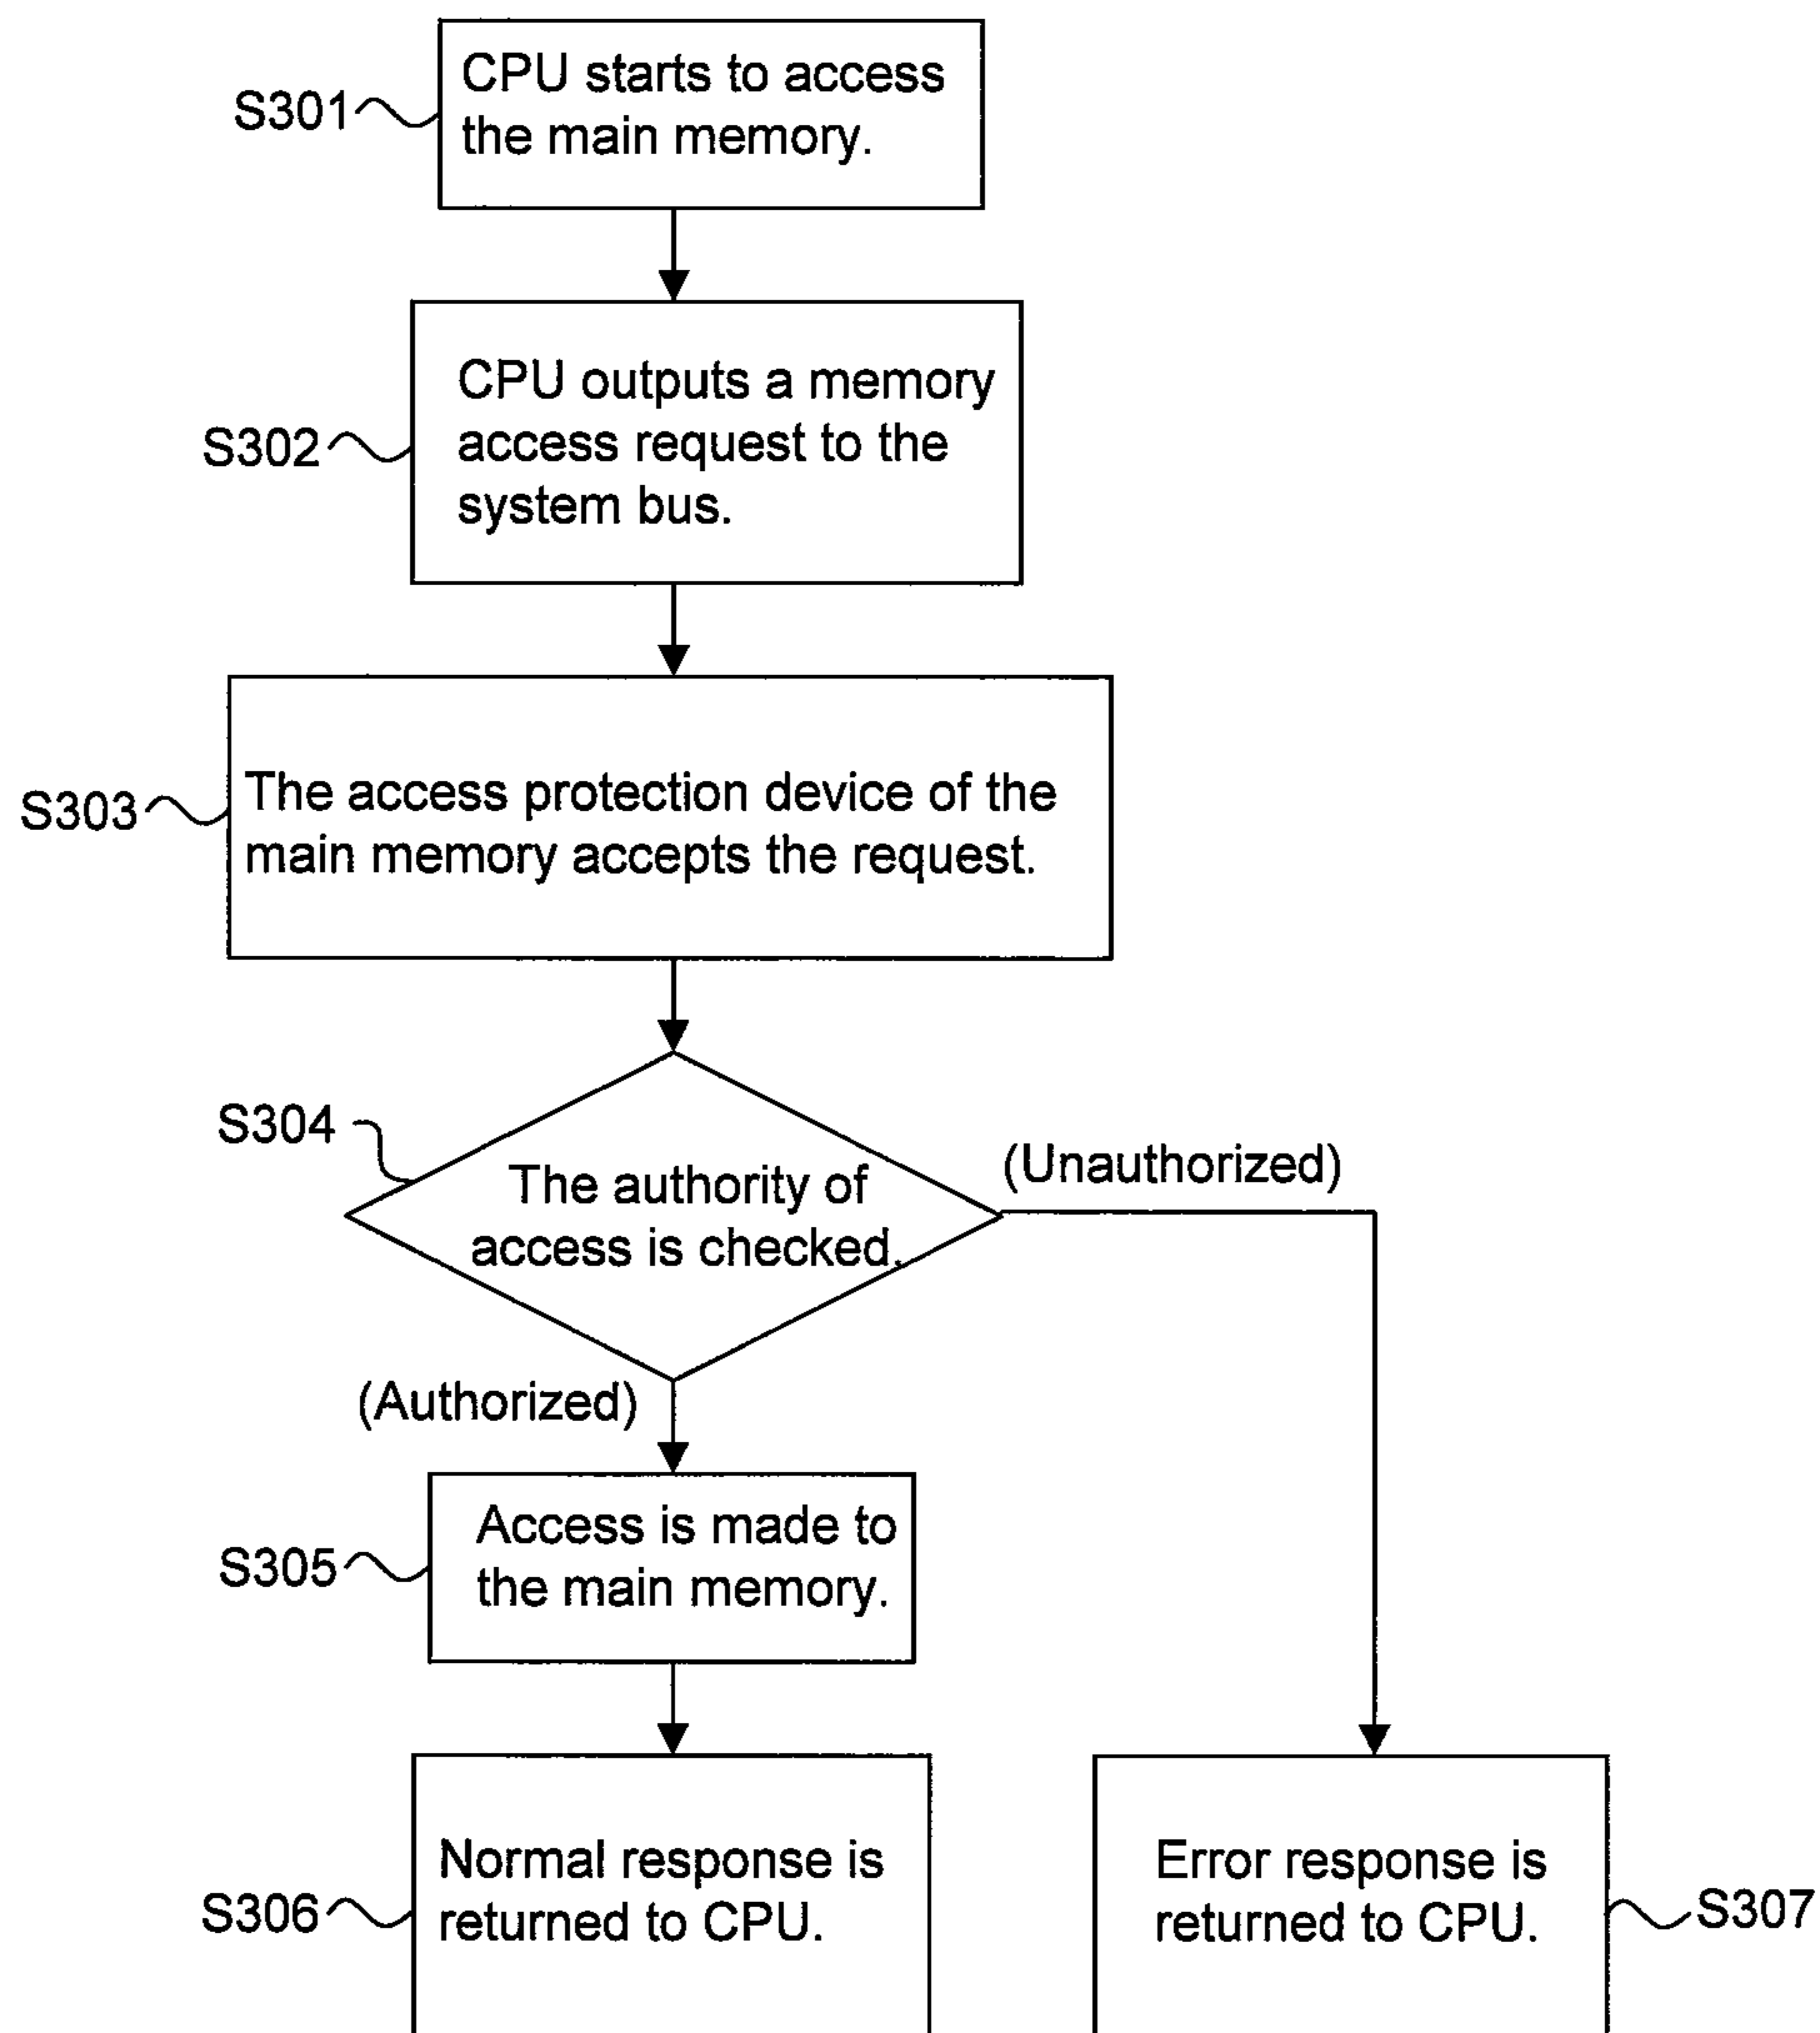 S301
CPU starts to access
the main memory.
S302
CPU outputs a memory
access request to the
system bus.
S303
The access protection device of the
main memory accepts the request.
S304
The authority of
access is checked.
(Unauthorized)
(Authorized)
S305
Access is made to
the main memory.
S306
Normal response is
returned to CPU.
Error response is
returned to CPU.
S307